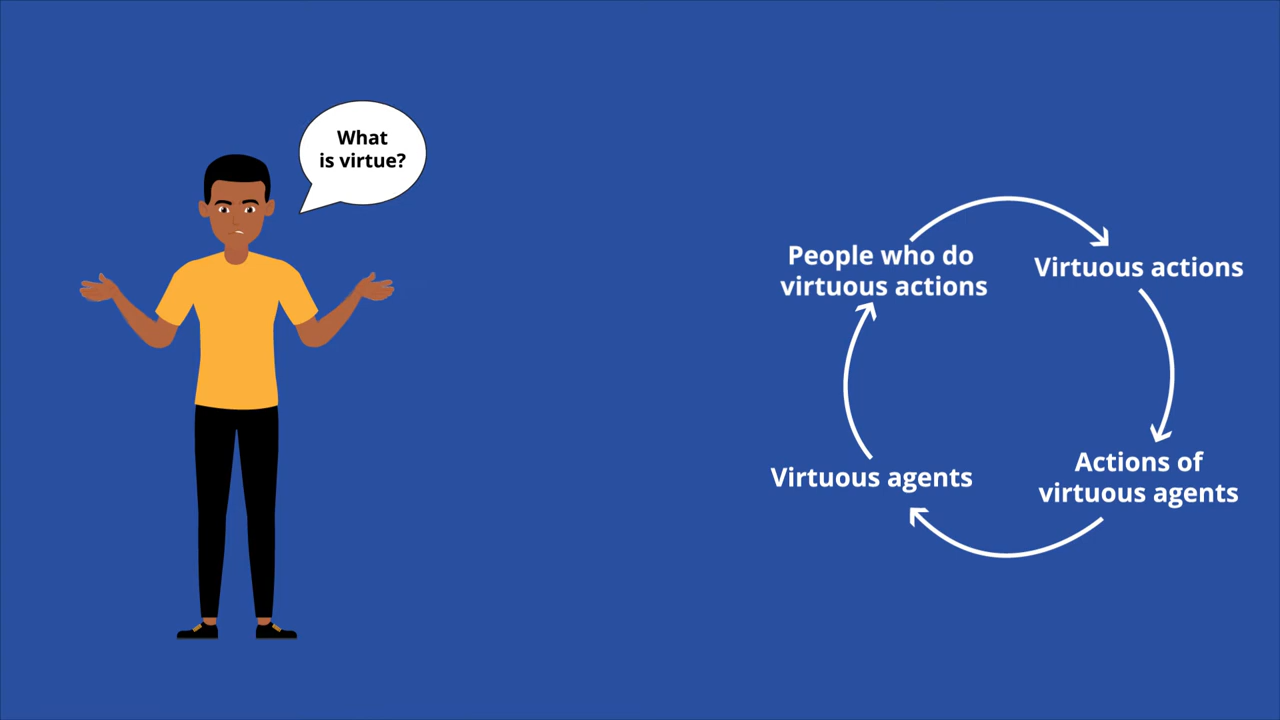 What
is virtue?
People who do
virtuous actions
Virtuous actions
Actions of
virtuous agents
Virtuous agents